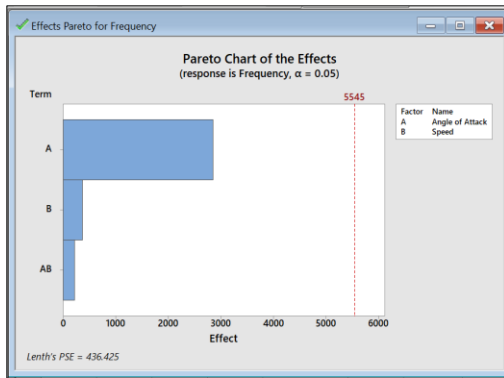 Effects Pareto for Frequency
Pareto Chart of the Effects
(response is Frequency, α = 0.05)
Term
5545
Factor Name
A Angle of Attack
B Speed
A
B
AB
0 1000 2000 3000 4000 5000 6000
Effect
Lenth's PSE = 436.425